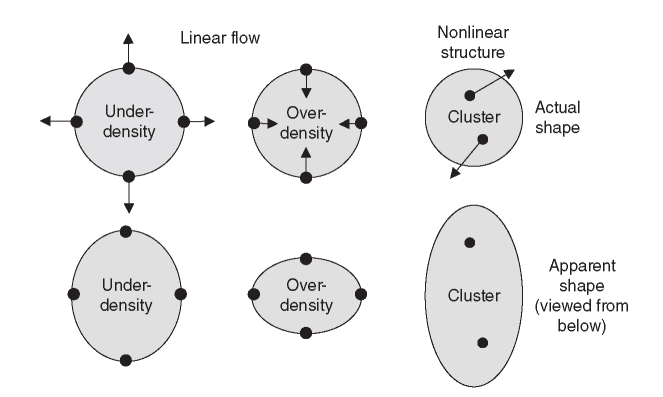 Linear flow
Nonlinear
structure
Under-
density
Over-
density
Cluster
Actual
shape
Under-
density
Over-
density
Cluster
Apparent
shape
(viewed from
below)